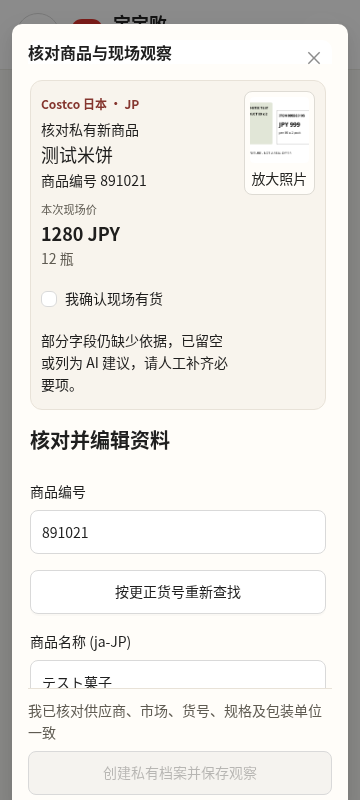 核对商品与现场观察
Costco 日本 · JP
核对私有新商品
测试米饼
商品编号 891021
本次现场价
1280 JPY
12 瓶
JPY 999
放大照片
我确认现场有货
部分字段仍缺少依据，已留空
或列为 AI 建议，请人工补齐必
要项。
核对并编辑资料
商品编号
891021
按更正货号重新查找
商品名称 (ja-JP)
テスト菓子
我已核对供应商、市场、货号、规格及包装单位
一致
创建私有档案并保存观察